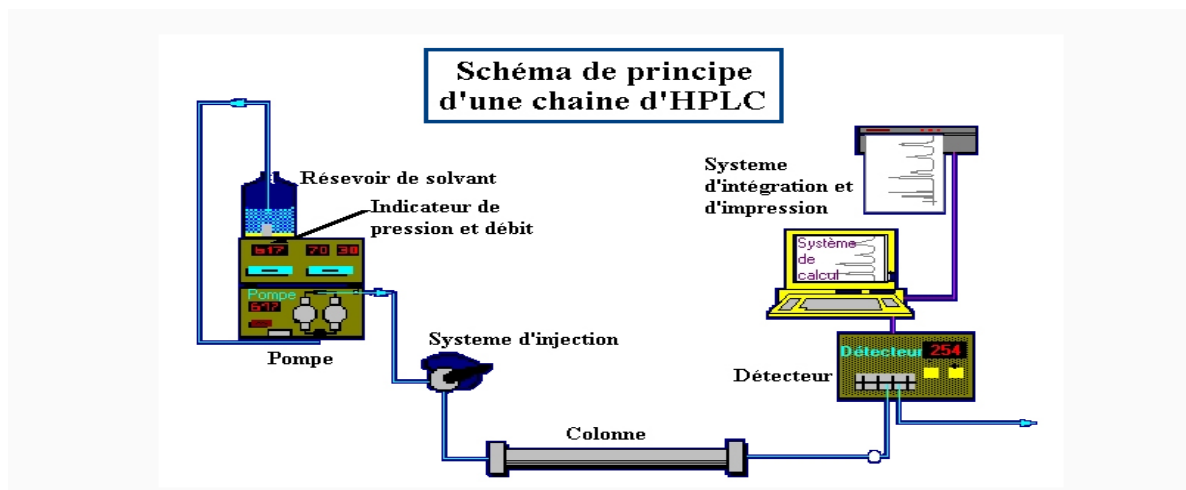 Schéma de principe
d'une chaine d'HPLC
Résevoir de solvant
Indicateur de
pression et débit
617 70 30
Pompe
617
Pompe
Systeme d'injection
Colonne
Systeme
d'intégration et
d'impression
Système
de
calcul
Détecteur 254
Détecteur